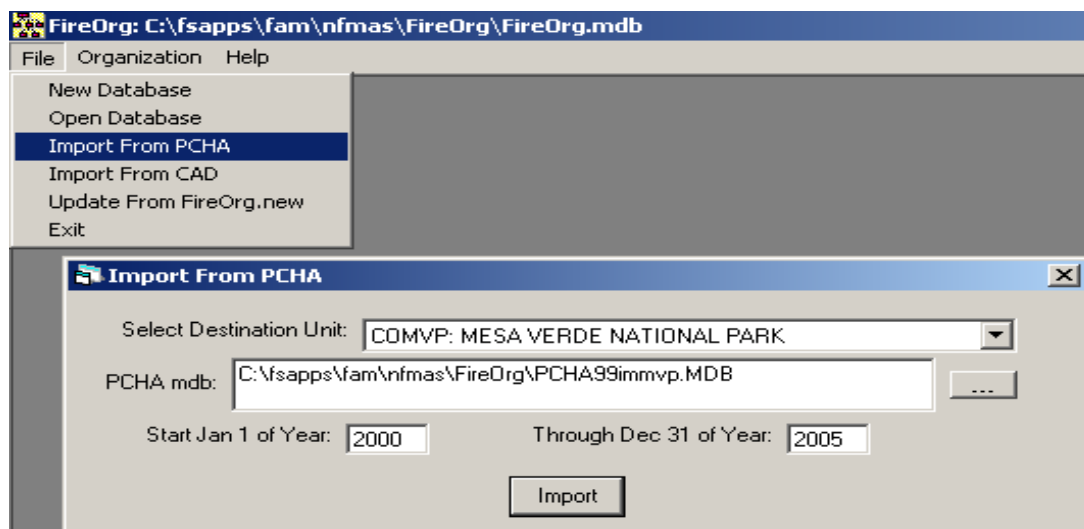 FireOrg: C:\fsapps\fam\nfmas\FireOrg\FireOrg.mdb
File Organization Help
New Database
Open Database
Import From PCHA
Import From CAD
Update From FireOrg.new
Exit
Import From PCHA
Select Destination Unit: COMVP: MESA VERDE NATIONAL PARK
PCHA mdb: C:\fsapps\fam\nfmas\FireOrg\PCHA99immvp.MDB ...
Start Jan 1 of Year: 2000 Through Dec 31 of Year: 2005
Import